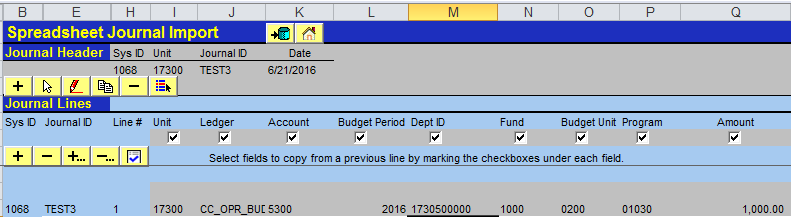 B E H I J K L M N O P Q
Spreadsheet Journal Import
Journal Header Sys ID Unit Journal ID Date
1068 17300 TEST3 6/21/2016
Journal Lines
Sys ID Journal ID Line # Unit Ledger Account Budget Period Dept ID Fund Budget Unit Program Amount
Select fields to copy from a previous line by marking the checkboxes under each field.
1068 TEST3 1 17300 CC_OPR_BUD 5300 2016 1730500000 1000 0200 01030 1,000.00